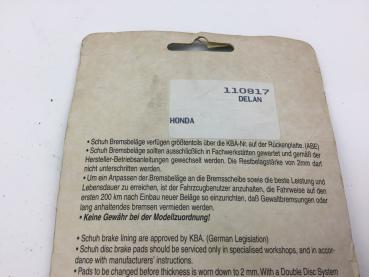 110817
DELAN
HONDA
• Schuh Bremsbeläge verfügen größtenteils über die KBA-Nr. auf der Rückenplatte. (ABE)
• Schuh Bremsbeläge sollten ausschließlich in Fachwerkstätten gewartet und gemäß der
Hersteller-Betriebsanleitungen gewechselt werden. Die Restbelagstärke von 2mm darf
nicht unterschritten werden.
• Um ein Anpassen der Bremsbeläge an die Bremsscheibe sowie die beste Leistung und
Lebensdauer zu erreichen, ist der Fahrzeugbenutzer anzuhalten, die Fahrweise auf den
ersten 200 km nach Einbau neuer Beläge so einzurichten, daß Gewaltbremsungen oder
lang anhaltendes bremsen vermieden werden.
• Keine Gewähr bei der Modellzuordnung!
• Schuh brake lining are approved by KBA. (German Legislation)
• Schuh disc brake pads should be serviced only in specialised workshops, and in accor-
dance with manufacturers' instructions.
• Pads to be changed before thickness is worn down to 2 mm. With a Double Disc System